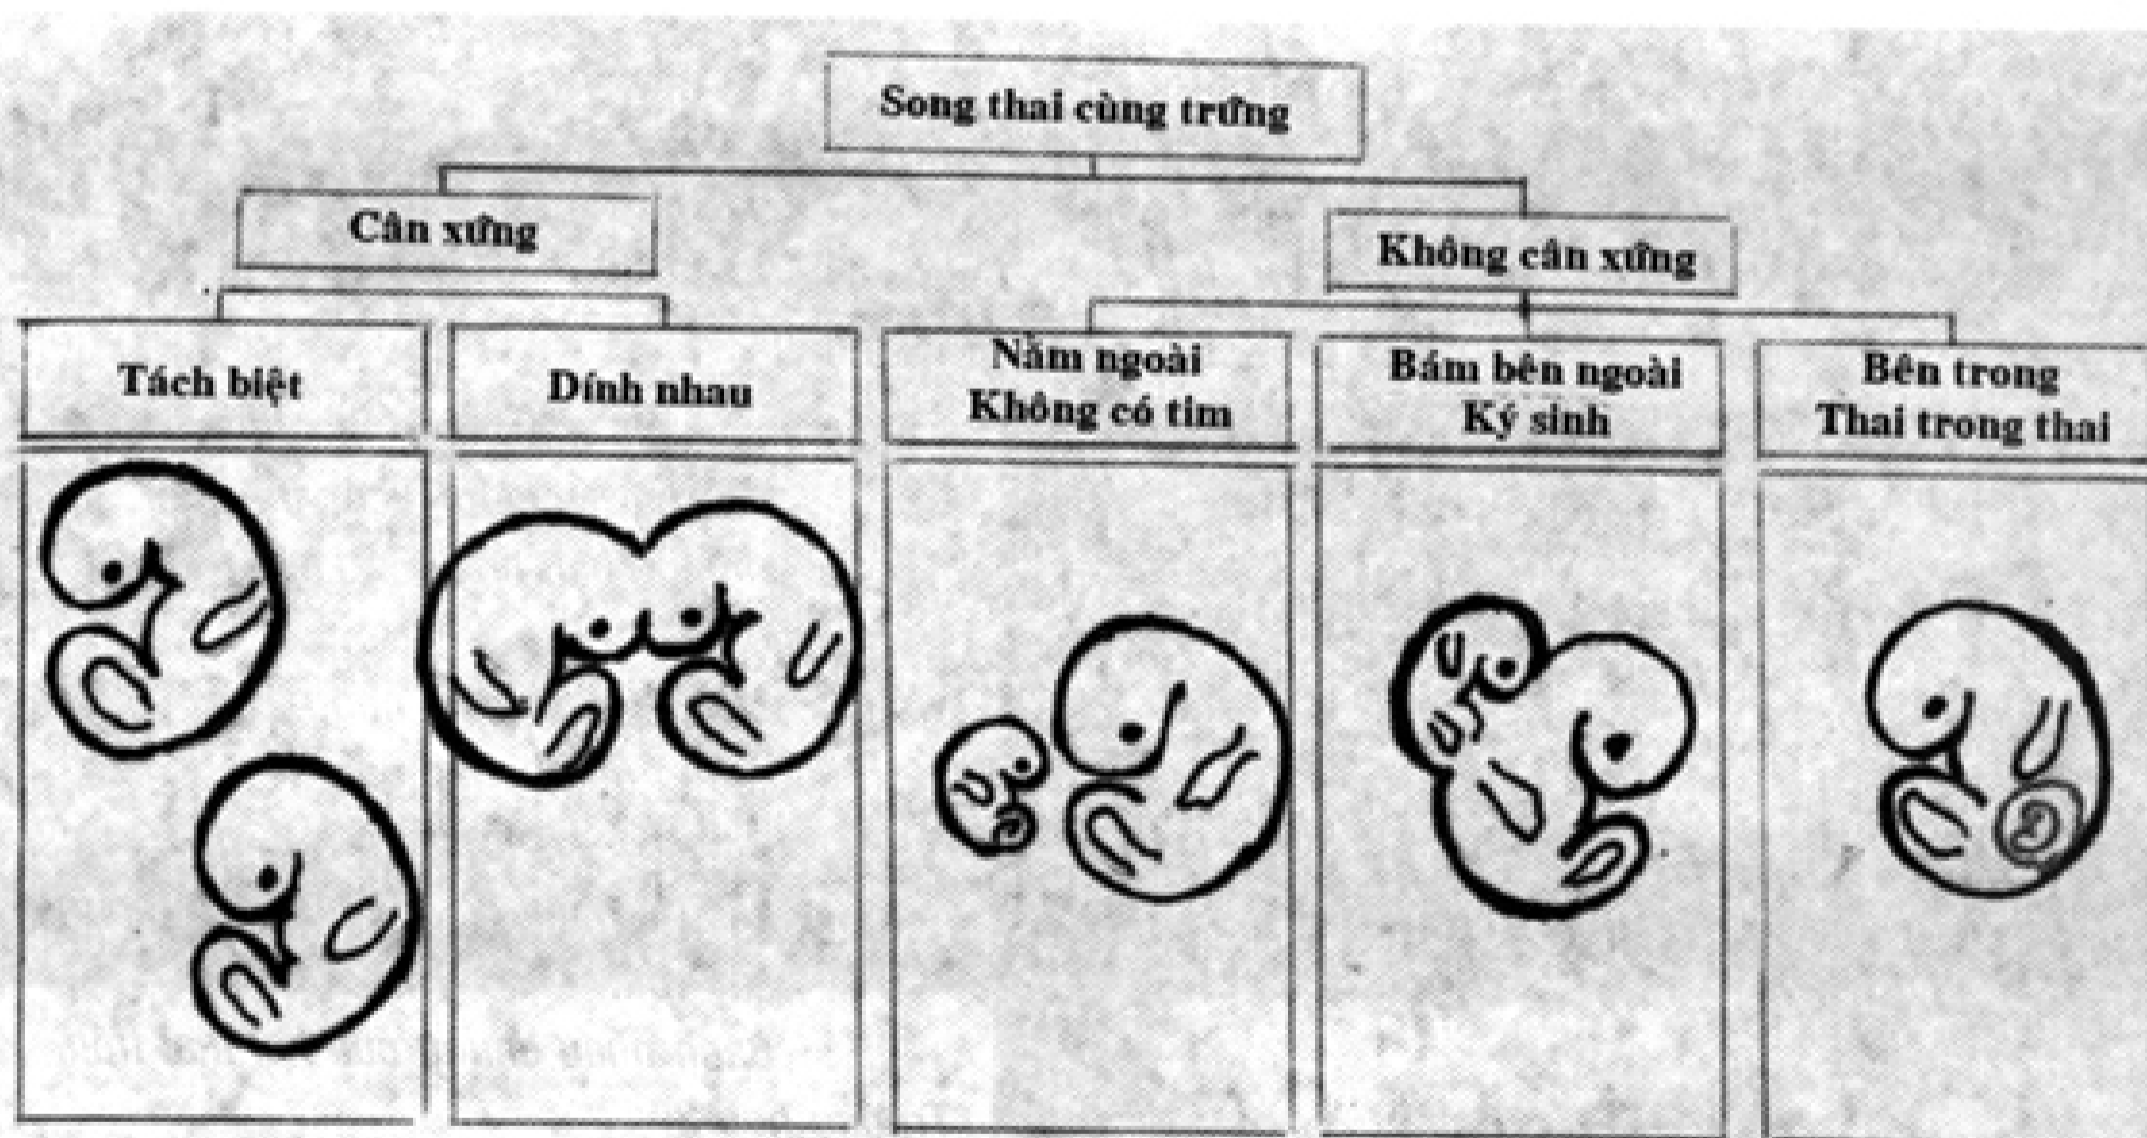 Song thai cùng trứng
Cân xứng
Không cân xứng
Tách biệt
Dính nhau
Nằm ngoài
Không có tim
Bám bên ngoài
Ký sinh
Bên trong
Thai trong thai